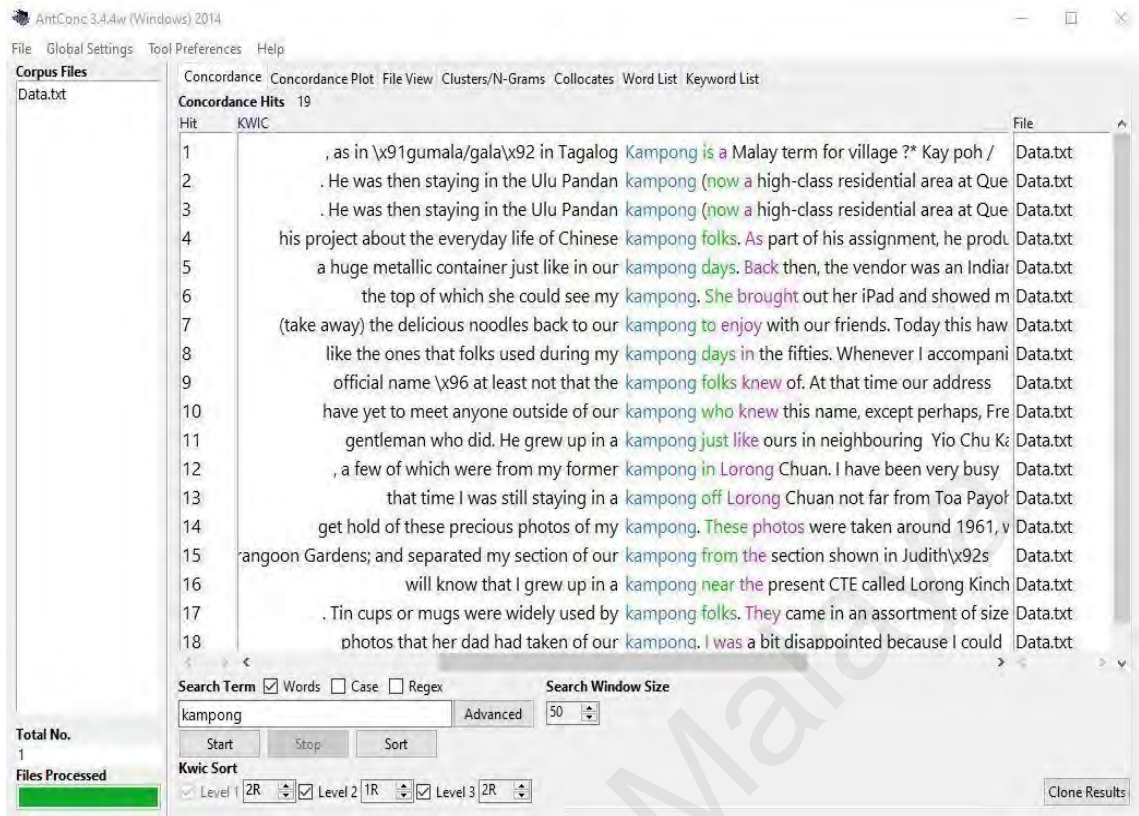 AntConc 3.4.4w (Windows) 2014
File Global Settings Tool Preferences Help
Corpus Files
Data.txt
Concordance Concordance Plot File View Clusters/N-Grams Collocates Word List Keyword List
Concordance Hits 19
Hit KWIC File
1 , as in \x91gumala/gala\x92 in Tagalog Kampong is a Malay term for village ?* Kay poh / Data.txt
2 . He was then staying in the Ulu Pandan kampong (now a high-class residential area at Que Data.txt
3 . He was then staying in the Ulu Pandan kampong (now a high-class residential area at Que Data.txt
4 his project about the everyday life of Chinese kampong folks. As part of his assignment, he produ Data.txt
5 a huge metallic container just like in our kampong days. Back then, the vendor was an Indian Data.txt
6 the top of which she could see my kampong. She brought out her iPad and showed m Data.txt
7 (take away) the delicious noodles back to our kampong to enjoy with our friends. Today this haw Data.txt
8 like the ones that folks used during my kampong days in the fifties. Whenever I accompani Data.txt
9 official name \x96 at least not that the kampong folks knew of. At that time our address Data.txt
10 have yet to meet anyone outside of our kampong who knew this name, except perhaps, Fre Data.txt
11 gentleman who did. He grew up in a kampong just like ours in neighbouring Yio Chu Ka Data.txt
12 , a few of which were from my former kampong in Lorong Chuan. I have been very busy Data.txt
13 that time I was still staying in a kampong off Lorong Chuan not far from Toa Payoh Data.txt
14 get hold of these precious photos of my kampong. These photos were taken around 1961, w Data.txt
15 rangoon Gardens; and separated my section of our kampong from the section shown in Judith\x92s Data.txt
16 will know that I grew up in a kampong near the present CTE called Lorong Kinch Data.txt
17 . Tin cups or mugs were widely used by kampong folks. They came in an assortment of size Data.txt
18 photos that her dad had taken of our kampong. I was a bit disappointed because I could Data.txt
Search Term Words Case Regex Search Window Size
kampong Advanced 50
Total No.
1
Start Stop Sort
Files Processed
Kwic Sort
Level 1 2R Level 2 1R Level 3 2R
Clone Results
Malaya